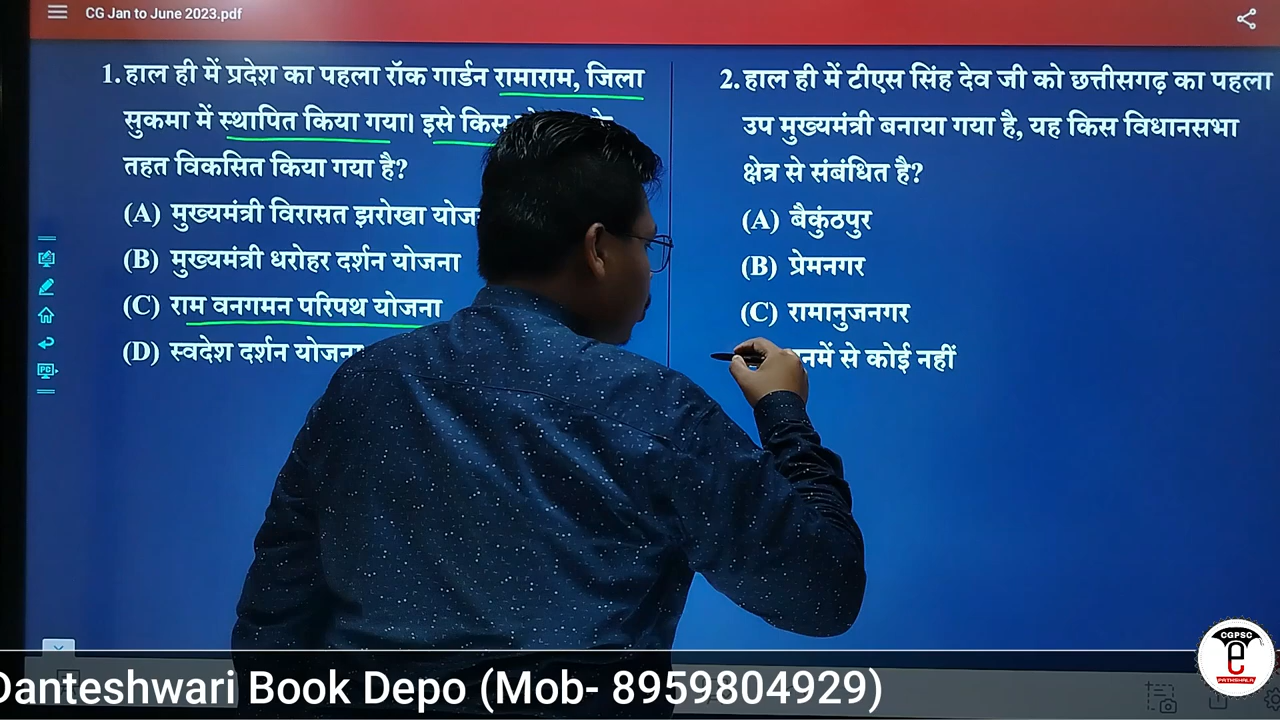 CG Jan to June 2023.pdf
1. हाल ही में प्रदेश का पहला रॉक गार्डन रामाराम, जिला
सुकमा में स्थापित किया गया। इसे किस
तहत विकसित किया गया है?
(A) मुख्यमंत्री विरासत झरोखा
(B) मुख्यमंत्री धरोहर दर्शन योजना
(C) राम वनगमन परिपथ योजना
(D) स्वदेश दर्शन योजना
2. हाल ही में टीएस सिंह देव जी को छत्तीसगढ़ का पहला
उप मुख्यमंत्री बनाया गया है, यह किस विधानसभा
क्षेत्र से संबंधित है?
(A) बैकुंठपुर
(B) प्रेमनगर
(C) रामानुजनगर
में से कोई नहीं
PC
Danteshwari Book Depo (Mob- 8959804929)
CGPSC
e
PATHSHALA